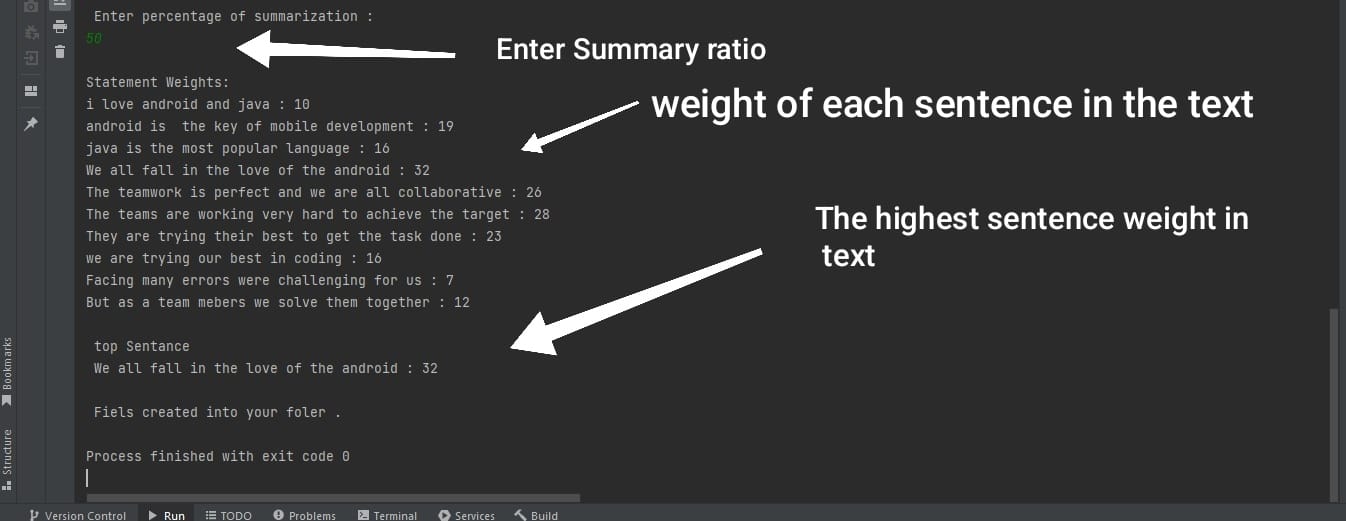 Enter percentage of summarization :
50
Enter Summary ratio
Statement Weights:
weight of each sentence in the text
i love android and java : 10
android is  the key of mobile development : 19
java is the most popular language : 16
We all fall in the love of the android : 32
The teamwork is perfect and we are all collaborative : 26
The teams are working very hard to achieve the target : 28
They are trying their best to get the task done : 23
we are trying our best in coding : 16
Facing many errors were challenging for us : 7
But as a team mebers we solve them together : 12
The highest sentence weight in
text
top Sentance
We all fall in the love of the android : 32
Fiels created into your foler .
Process finished with exit code 0
Bookmarks
Structure
Version Control Run TODO Problems Terminal Services Build